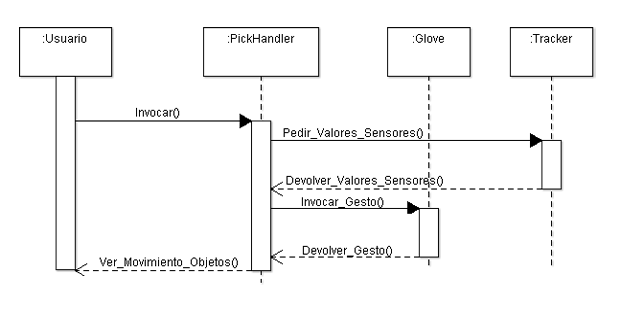 :Usuario
:PickHandler
:Glove
:Tracker
Invocar()
Pedir_Valores_Sensores()
Devolver_Valores_Sensores()
Invocar_Gesto()
Devolver_Gesto()
Ver_Movimiento_Objetos()